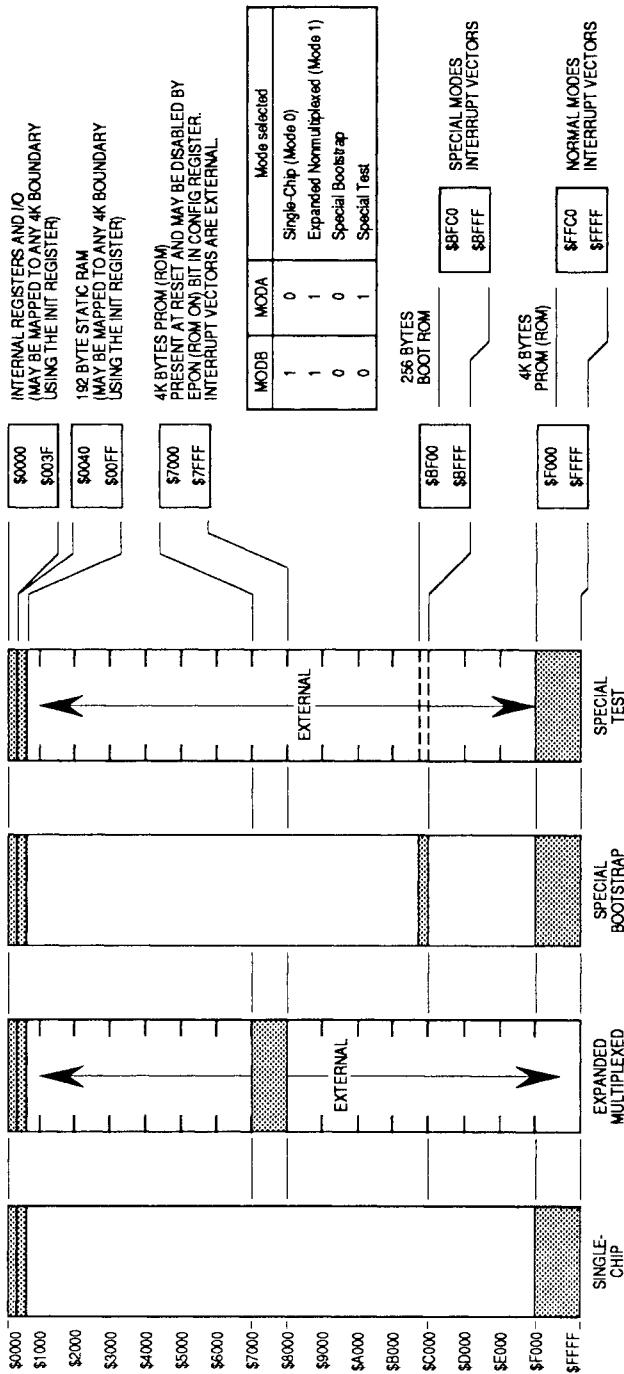 $0000
$1000
$2000
$3000
$4000
$5000
$6000
$7000
$8000
$9000
$A000
$B000
$C000
$D000
$E000
$F000
$FFFF
SINGLE-
CHIP
EXTERNAL
EXPANDED
MULTIPLEXED
SPECIAL
BOOTSTRAP
EXTERNAL
SPECIAL
TEST
$0000
$003F
INTERNAL REGISTERS AND I/O
(MAY BE MAPPED TO ANY 4K BOUNDARY
USING THE INIT REGISTER)
$0040
$00FF
192 BYTE STATIC RAM
(MAY BE MAPPED TO ANY 4K BOUNDARY
USING THE INIT REGISTER)
$7000
$7FFF
4K BYTES PROM (ROM)
PRESENT AT RESET AND MAY BE DISABLED BY
EPON (ROM ON) BIT IN CONFIG REGISTER.
INTERRUPT VECTORS ARE EXTERNAL.
MODB MODA Mode selected
1 0 Single-Chip (Mode 0)
1 1 Expanded Nonmultiplexed (Mode 1)
0 0 Special Bootstrap
0 1 Special Test
$BF00
$BFFF
256 BYTES
BOOT ROM
$BFC0
$BFFF
SPECIAL MODES
INTERRUPT VECTORS
$F000
$FFFF
4K BYTES
PROM (ROM)
$FFC0
$FFFF
NORMAL MODES
INTERRUPT VECTORS